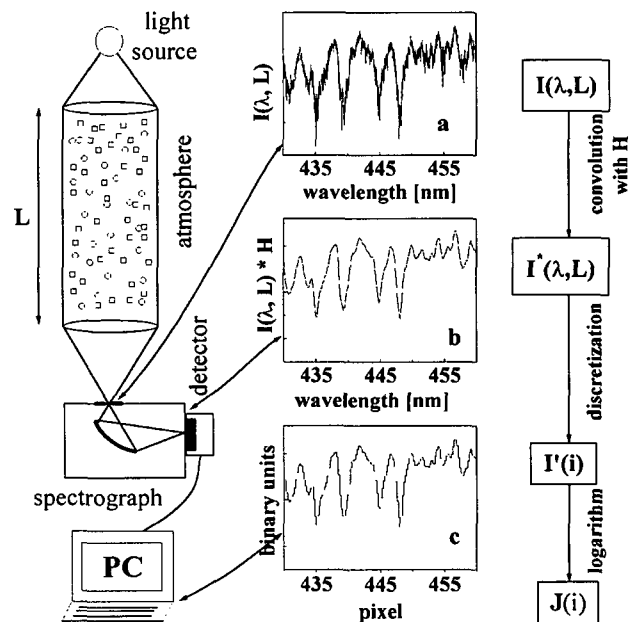 light
source
L
atmosphere
detector
spectrograph
PC
I(λ, L)
a
435 445 455
wavelength [nm]
I(λ, L) * H
b
435 445 455
wavelength [nm]
binary units
c
435 445 455
pixel
I(λ,L)
convolution
with H
I*(λ,L)
discretization
I'(i)
logarithm
J(i)